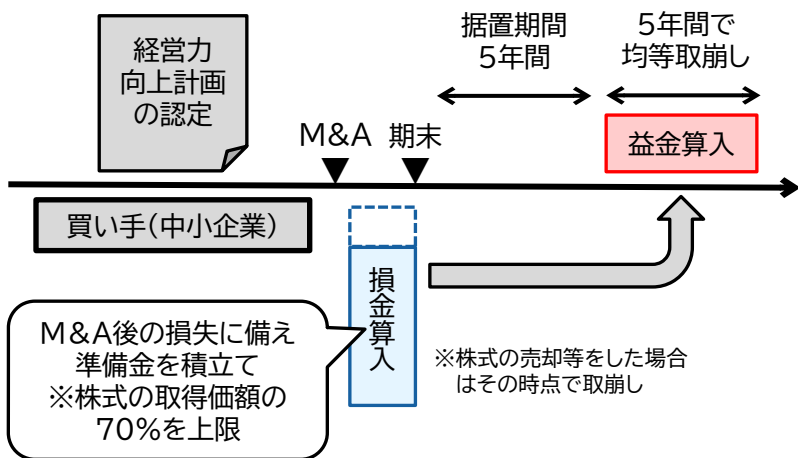 経営力
向上計画
の認定
据置期間
5年間
5年間で
均等取崩し
M&A
期末
益金算入
買い手(中小企業)
損金算入
M&A後の損失に備え
準備金を積立て
※株式の取得価額の
70%を上限
※株式の売却等をした場合
はその時点で取崩し